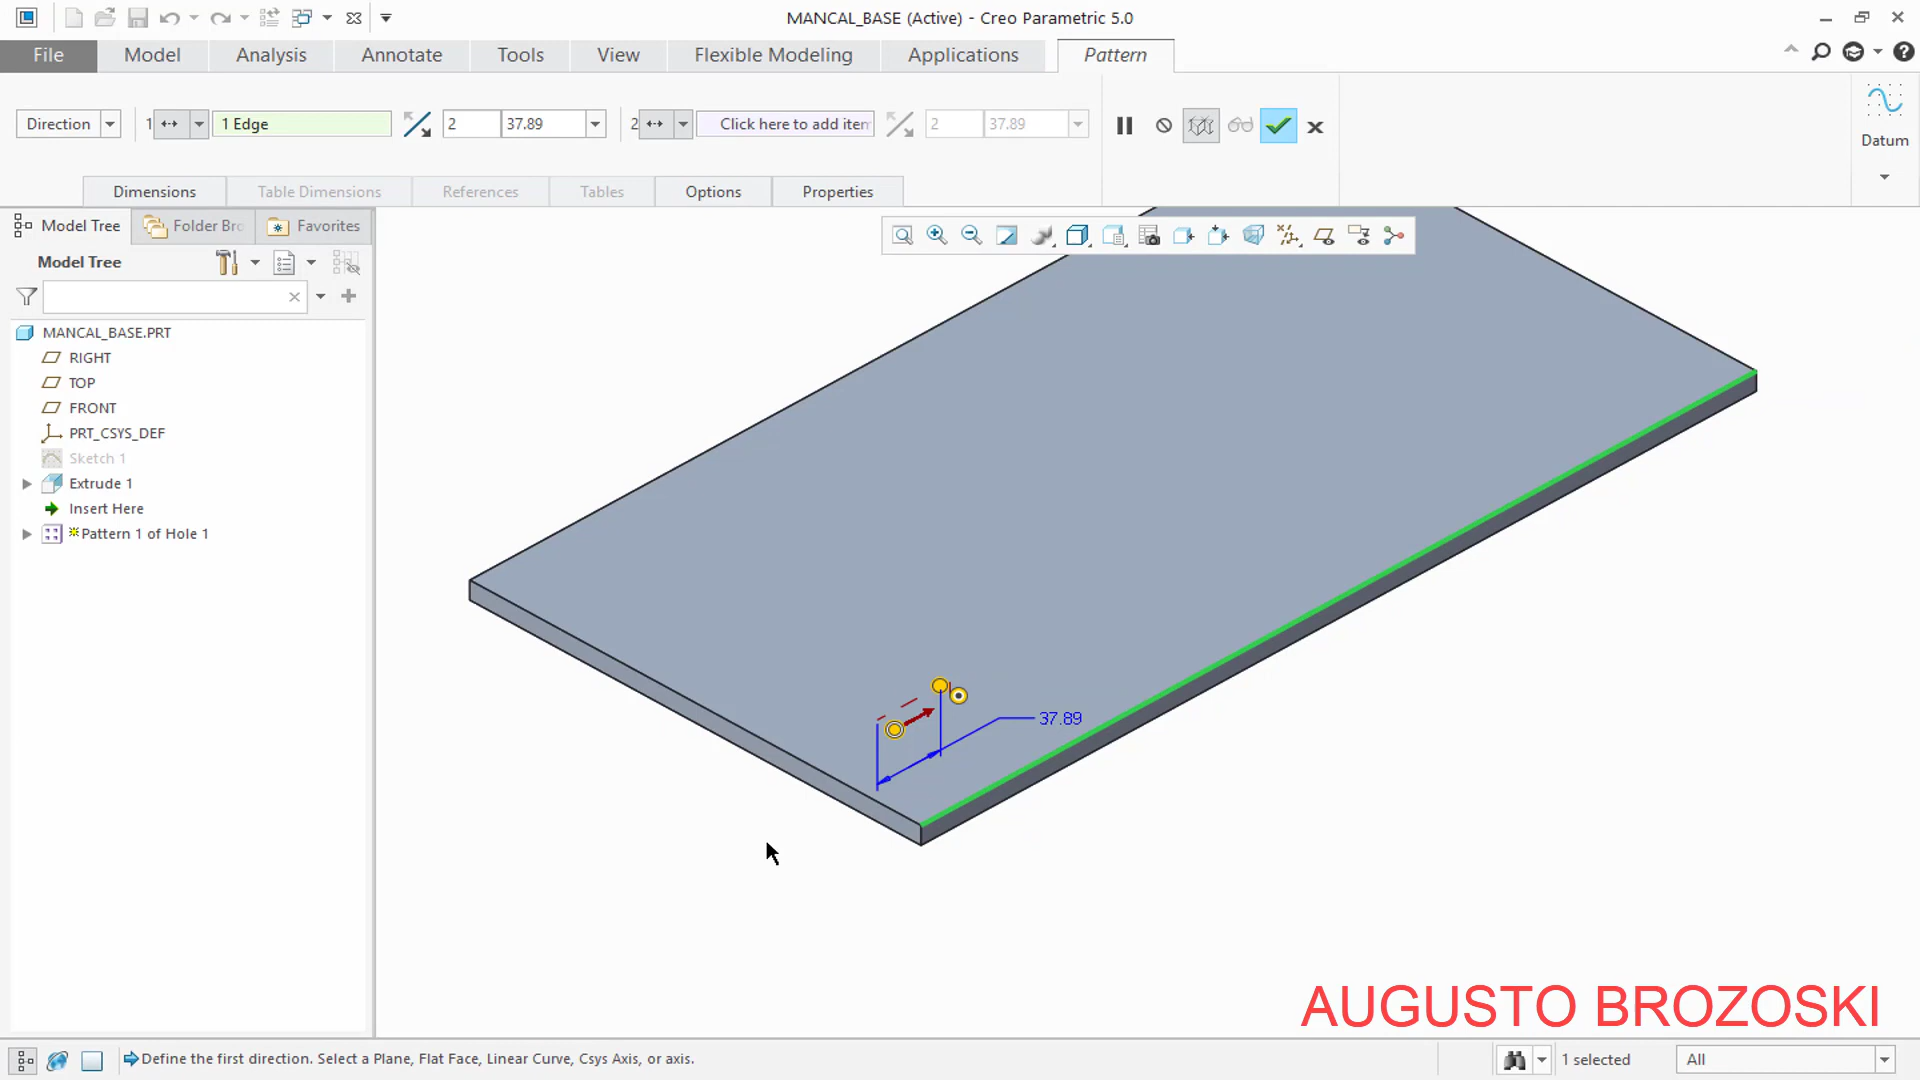 MANCAL_BASE (Active) - Creo Parametric 5.0
File Model Analysis Annotate Tools View Flexible Modeling Applications Pattern
Direction 1 1 Edge 2 37.89 2 Click here to add iten 2 37.89
Datum
Dimensions Table Dimensions References Tables Options Properties
Model Tree Folder Bro Favorites
Model Tree
MANCAL_BASE.PRT
RIGHT
TOP
FRONT
PRT_CSYS_DEF
Sketch 1
Extrude 1
Insert Here
Pattern 1 of Hole 1
37.89
AUGUSTO BROZOSKI
Define the first direction. Select a Plane, Flat Face, Linear Curve, Csys Axis, or axis. 1 selected All